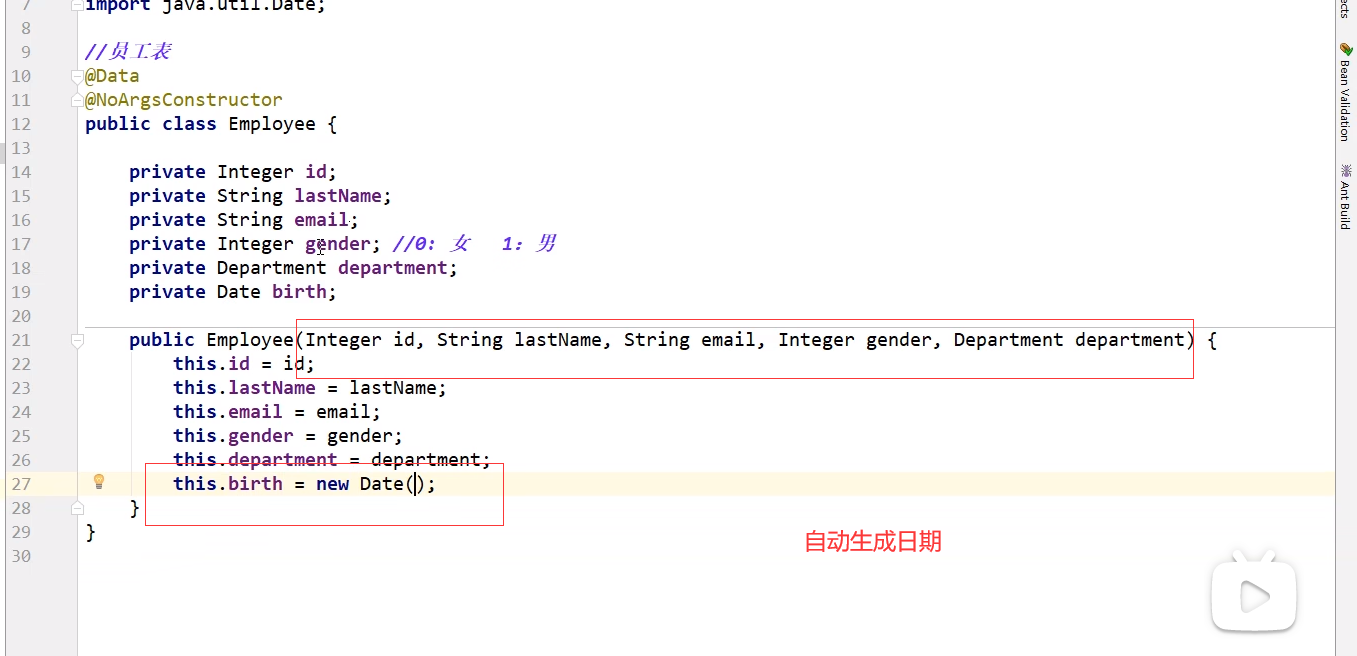 7 import java.util.Date;
8
9 //员工表
10 @Data
11 @NoArgsConstructor
12 public class Employee {
13
14 private Integer id;
15 private String lastName;
16 private String email;
17 private Integer gender; //0: 女 1: 男
18 private Department department;
19 private Date birth;
20
21 public Employee(Integer id, String lastName, String email, Integer gender, Department department) {
22 this.id = id;
23 this.lastName = lastName;
24 this.email = email;
25 this.gender = gender;
26 this.department = department;
27 this.birth = new Date();
28 }
29 }
30
自动生成日期
ects
Bean Validation
Ant Build